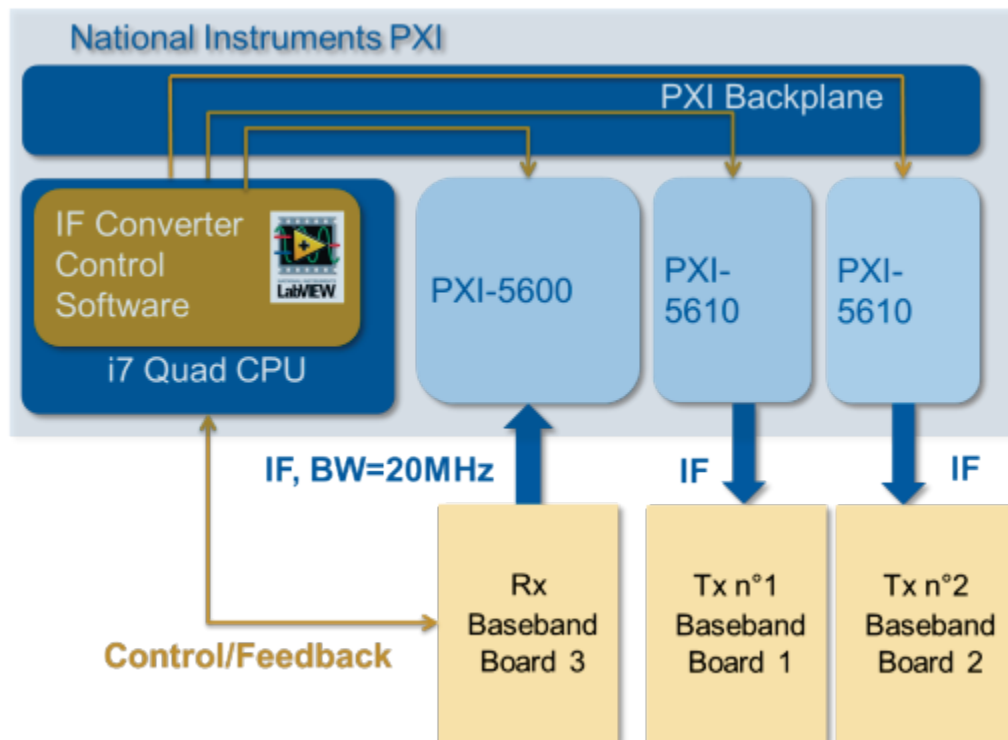 National Instruments PXI
PXI Backplane
IF Converter
Control
Software
LabVIEW
i7 Quad CPU
PXI-5600
PXI-
5610
PXI-
5610
IF, BW=20MHz
IF
IF
Control/Feedback
Rx
Baseband
Board 3
Tx n°1
Baseband
Board 1
Tx n°2
Baseband
Board 2